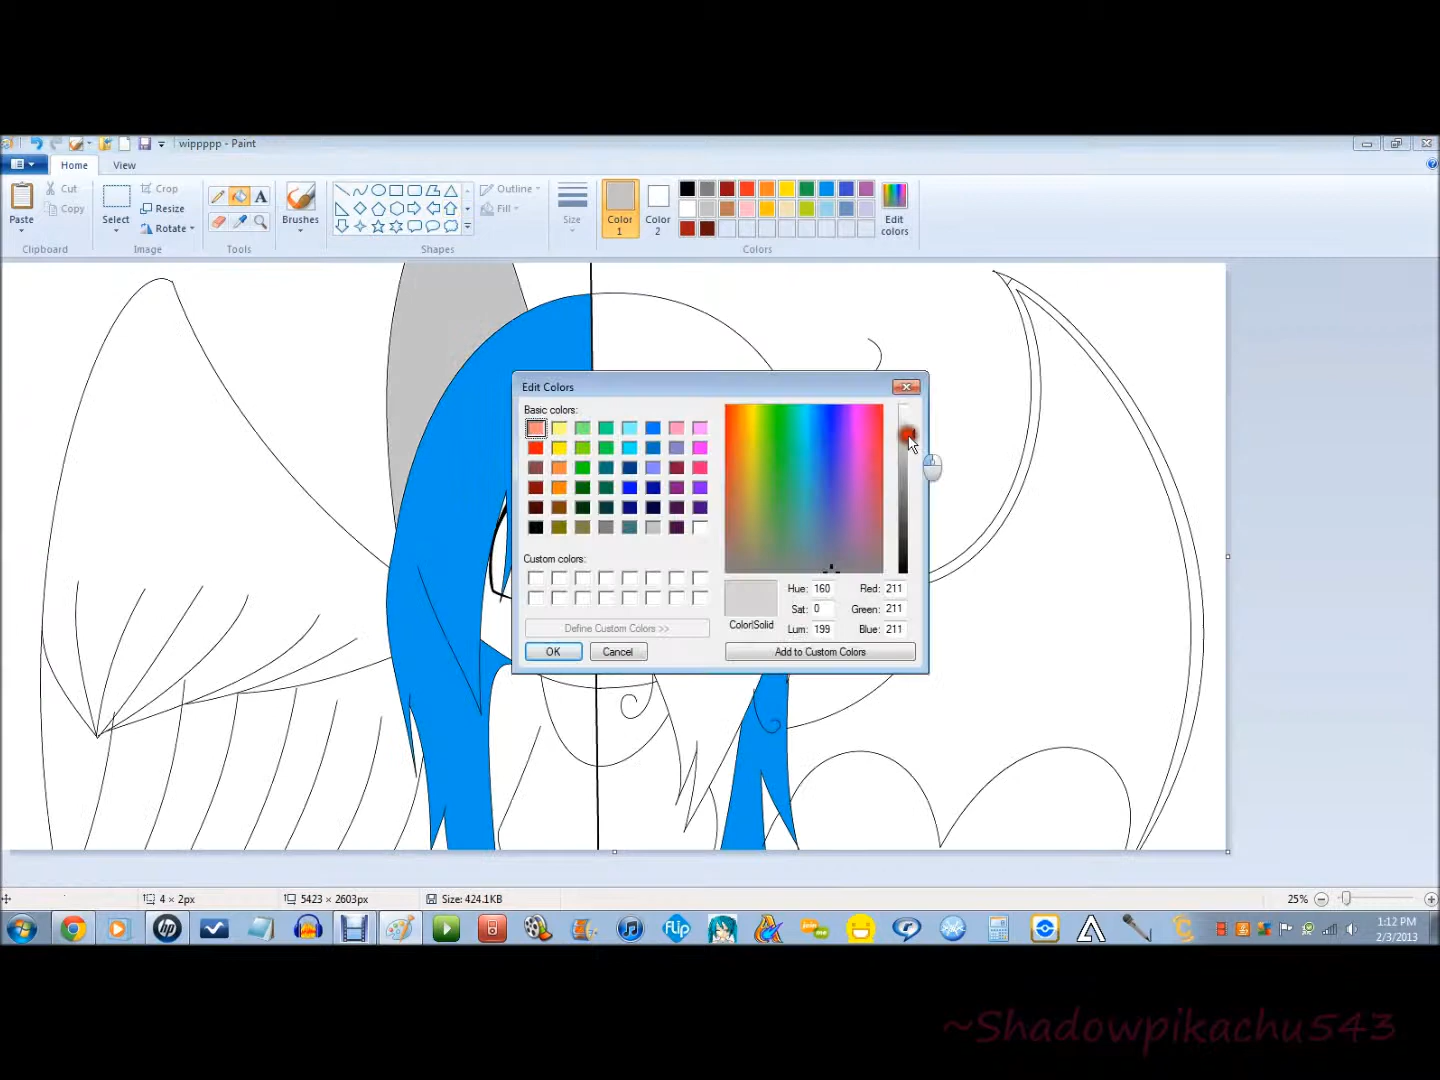 wippppp - Paint
Home View
Paste
Cut
Copy
Clipboard
Select
Crop
Resize
Rotate
Image
Tools
Brushes
Outline
Fill
Shapes
Size
Color 1
Color 2
Edit colors
Colors
Edit Colors
Basic colors:
Custom colors:
Define Custom Colors >>
OK Cancel
Hue: 160 Red: 211
Sat: 0 Green: 211
Color|Solid Lum: 199 Blue: 211
Add to Custom Colors
4 × 2px 5423 × 2603px Size: 424.1KB 25%
hp
FLiP
1:12 PM
2/3/2013
~Shadowpikachu543